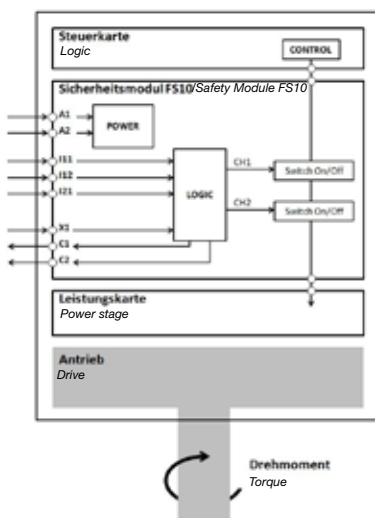 Steuerkarte
Logic
CONTROL
Sicherheitsmodul FS10/Safety Module FS10
A1
A2
POWER
I11
I12
I21
LOGIC
CH1
Switch On/Off
CH2
Switch On/Off
X1
C1
C2
Leistungskarte
Power stage
Antrieb
Drive
Drehmoment
Torque